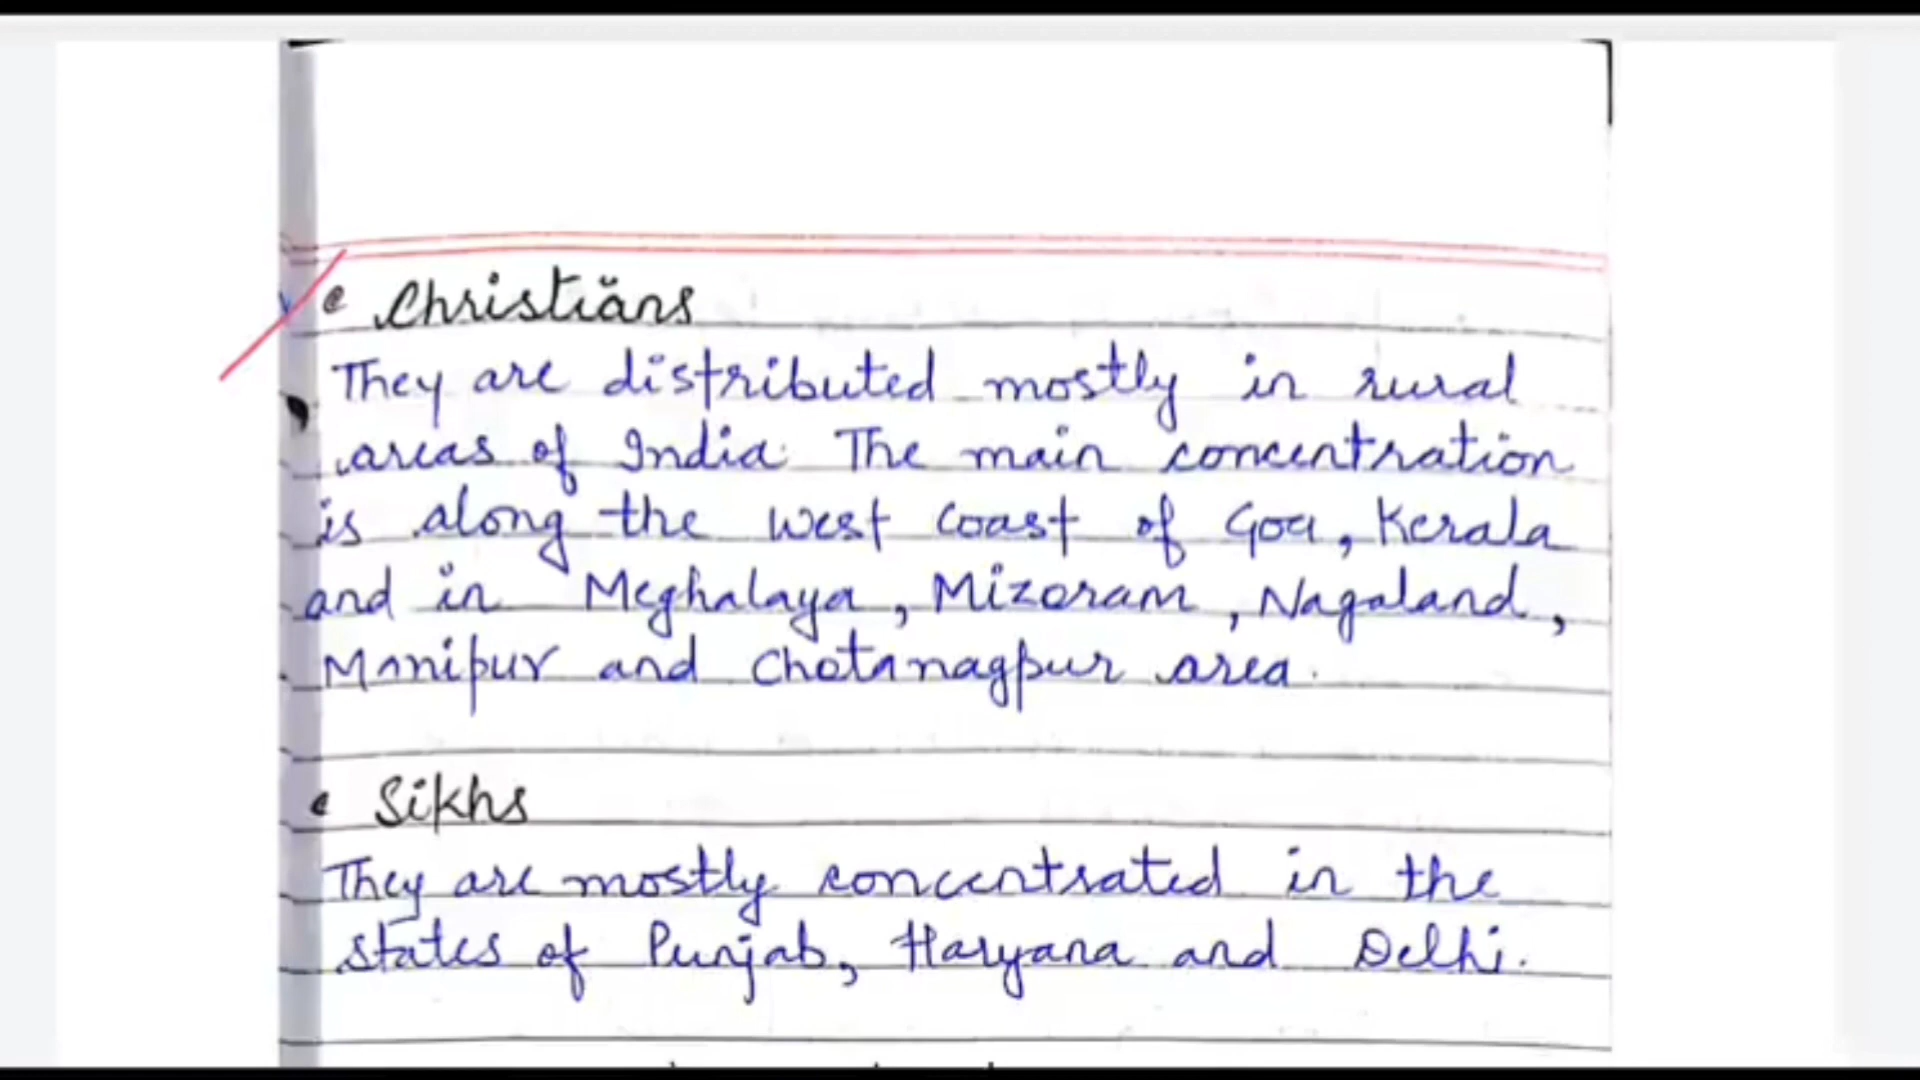 • Christians
They are distributed mostly in rural
areas of India. The main concentration
is along the west coast of Goa, Kerala
and in Meghalaya, Mizoram, Nagaland,
Manipur and Chotanagpur area.
• Sikhs
They are mostly concentrated in the
states of Punjab, Haryana and Delhi.